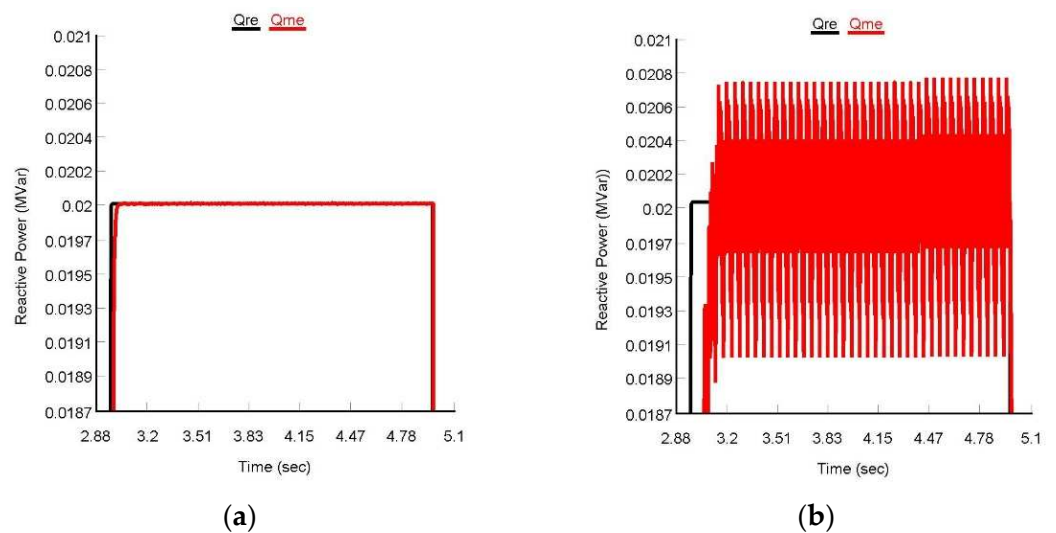 Qre Qme
0.021
0.0208
0.0206
0.0204
0.0202
0.02
0.0197
0.0195
0.0193
0.0191
0.0189
0.0187
Reactive Power (MVar)
2.88 3.2 3.51 3.83 4.15 4.47 4.78 5.1
Time (sec)
(a)
Qre Qme
0.021
0.0208
0.0206
0.0204
0.0202
0.02
0.0197
0.0195
0.0193
0.0191
0.0189
0.0187
Reactive Power (MVar))
2.88 3.2 3.51 3.83 4.15 4.47 4.78 5.1
Time (sec)
(b)